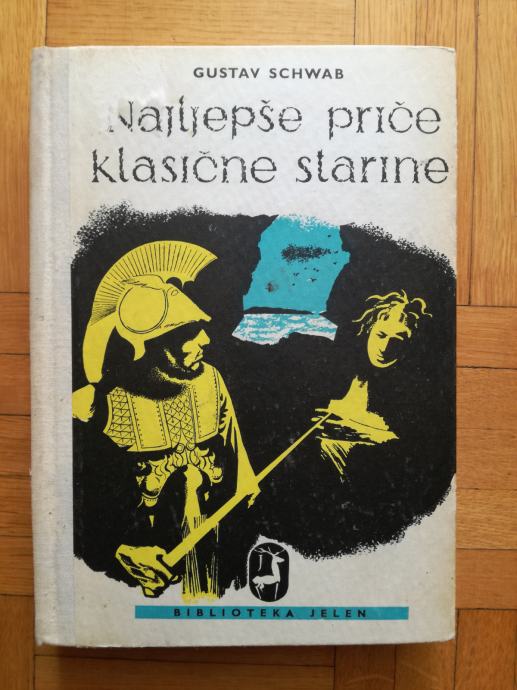 GUSTAV SCHWAB
Najljepše priče
klasične starine
BIBLIOTEKA JELEN